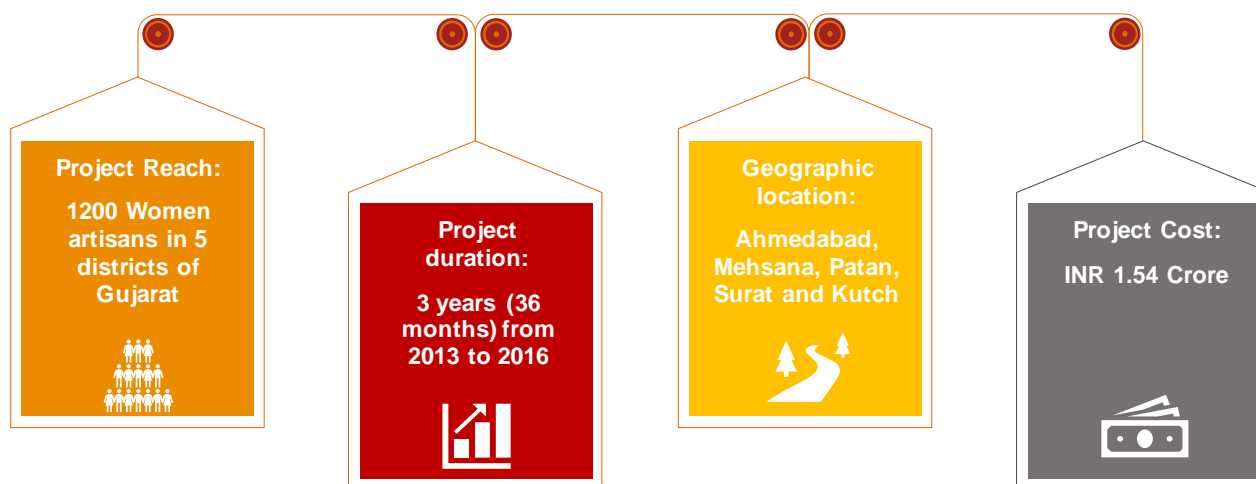 Project Reach:
1200 Women
artisans in 5
districts of
Gujarat
Project
duration:
3 years (36
months) from
2013 to 2016
Geographic
location:
Ahmedabad,
Mehsana, Patan,
Surat and Kutch
Project Cost:
INR 1.54 Crore